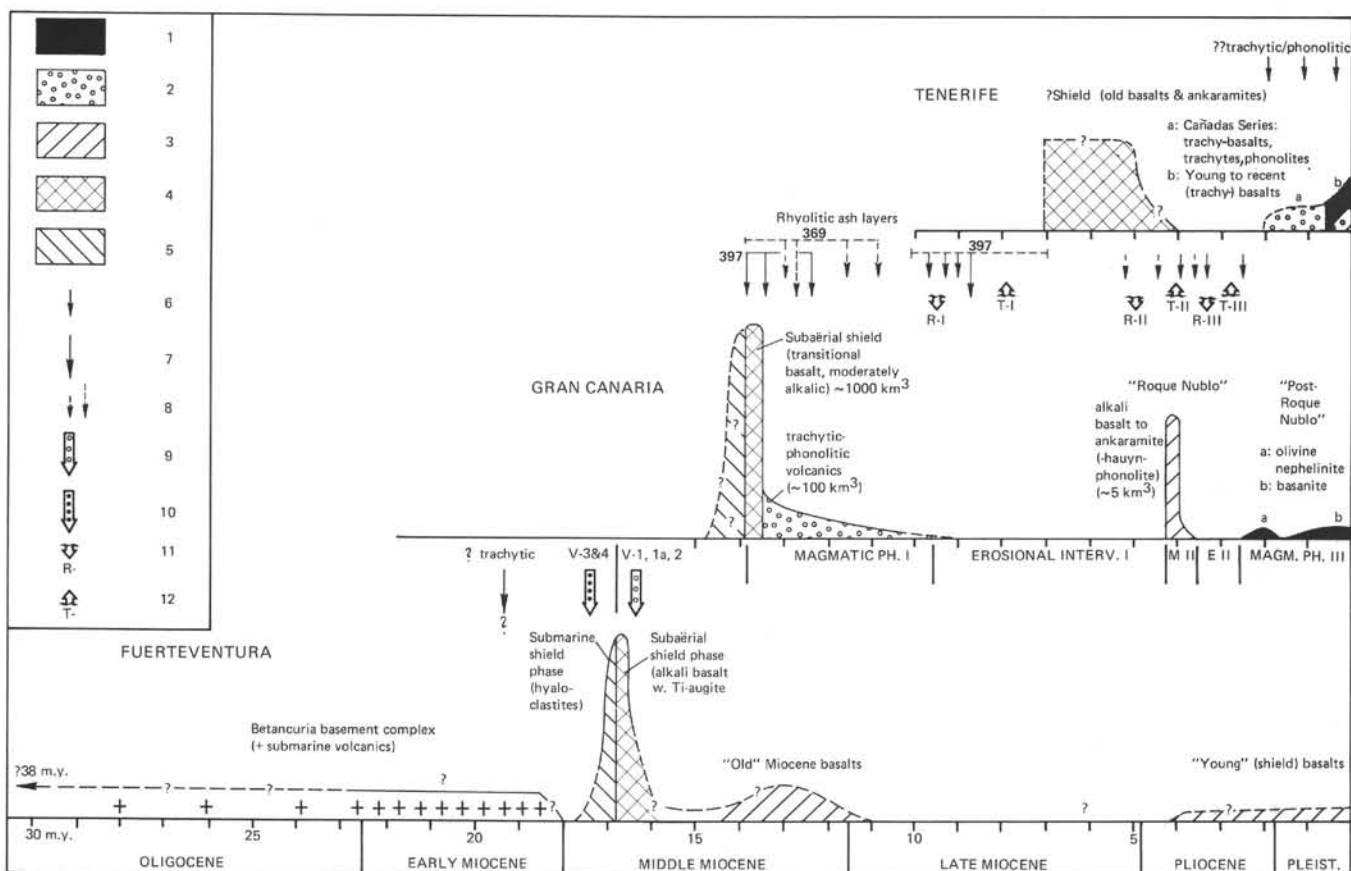 1
2
3
4
5
6
7
8
9
10
R-
11
T-
12
??trachytic/phonolitic
TENERIFE
?Shield (old basalts & ankaramites)
a: Cañadas Series:
trachy-basalts,
trachytes,phonolites
b: Young to recent
(trachy-) basalts
?
?
a
b
Rhyolitic ash layers
369
397
397
R-I
T-I
R-II
T-II
R-III
T-III
GRAN CANARIA
Subaërial shield
(transitional
basalt, moderately
alkalic) ~1000 km3
trachytic-
phonolitic
volcanics
(~100 km3)
?
?
?
"Roque Nublo"
alkali
basalt to
ankaramite
(-hauyn-
phonolite)
(~5 km3)
"Post-
Roque
Nublo"
a: olivine
nephelinite
b: basanite
a
b
MAGMATIC PH. I
EROSIONAL INTERV. I
M II
E II
MAGM. PH. III
? trachytic
?
V-3&4
V-1, 1a, 2
FUERTEVENTURA
Submarine
shield
phase
(hyalo-
clastites)
Subaërial
shield phase
(alkali basalt
w. Ti-augite
Betancuria basement complex
(+ submarine volcanics)
?38 m.y.
?
?
?
?
?
"Old" Miocene basalts
?
?
"Young" (shield) basalts
?
30 m.y.
25
20
15
10
5
OLIGOCENE
EARLY MIOCENE
MIDDLE MIOCENE
LATE MIOCENE
PLIOCENE
PLEIST.